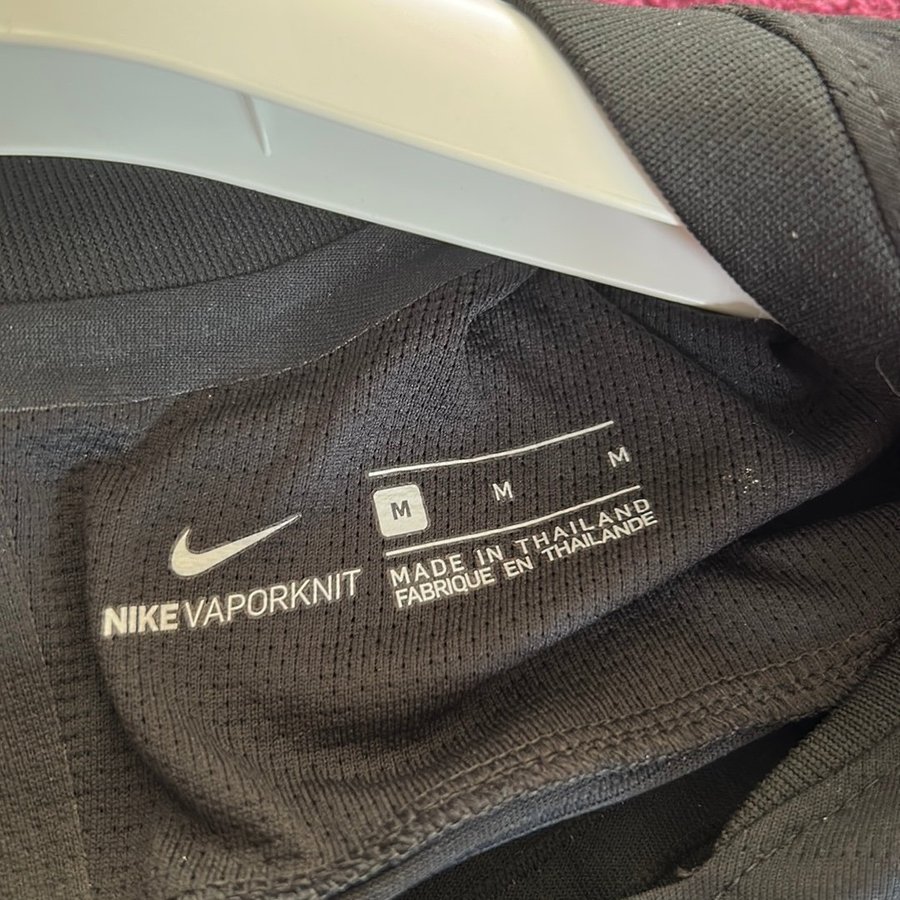 NIKE VAPORKNIT
M M M
MADE IN THAILAND
FABRIQUE EN THAILANDE